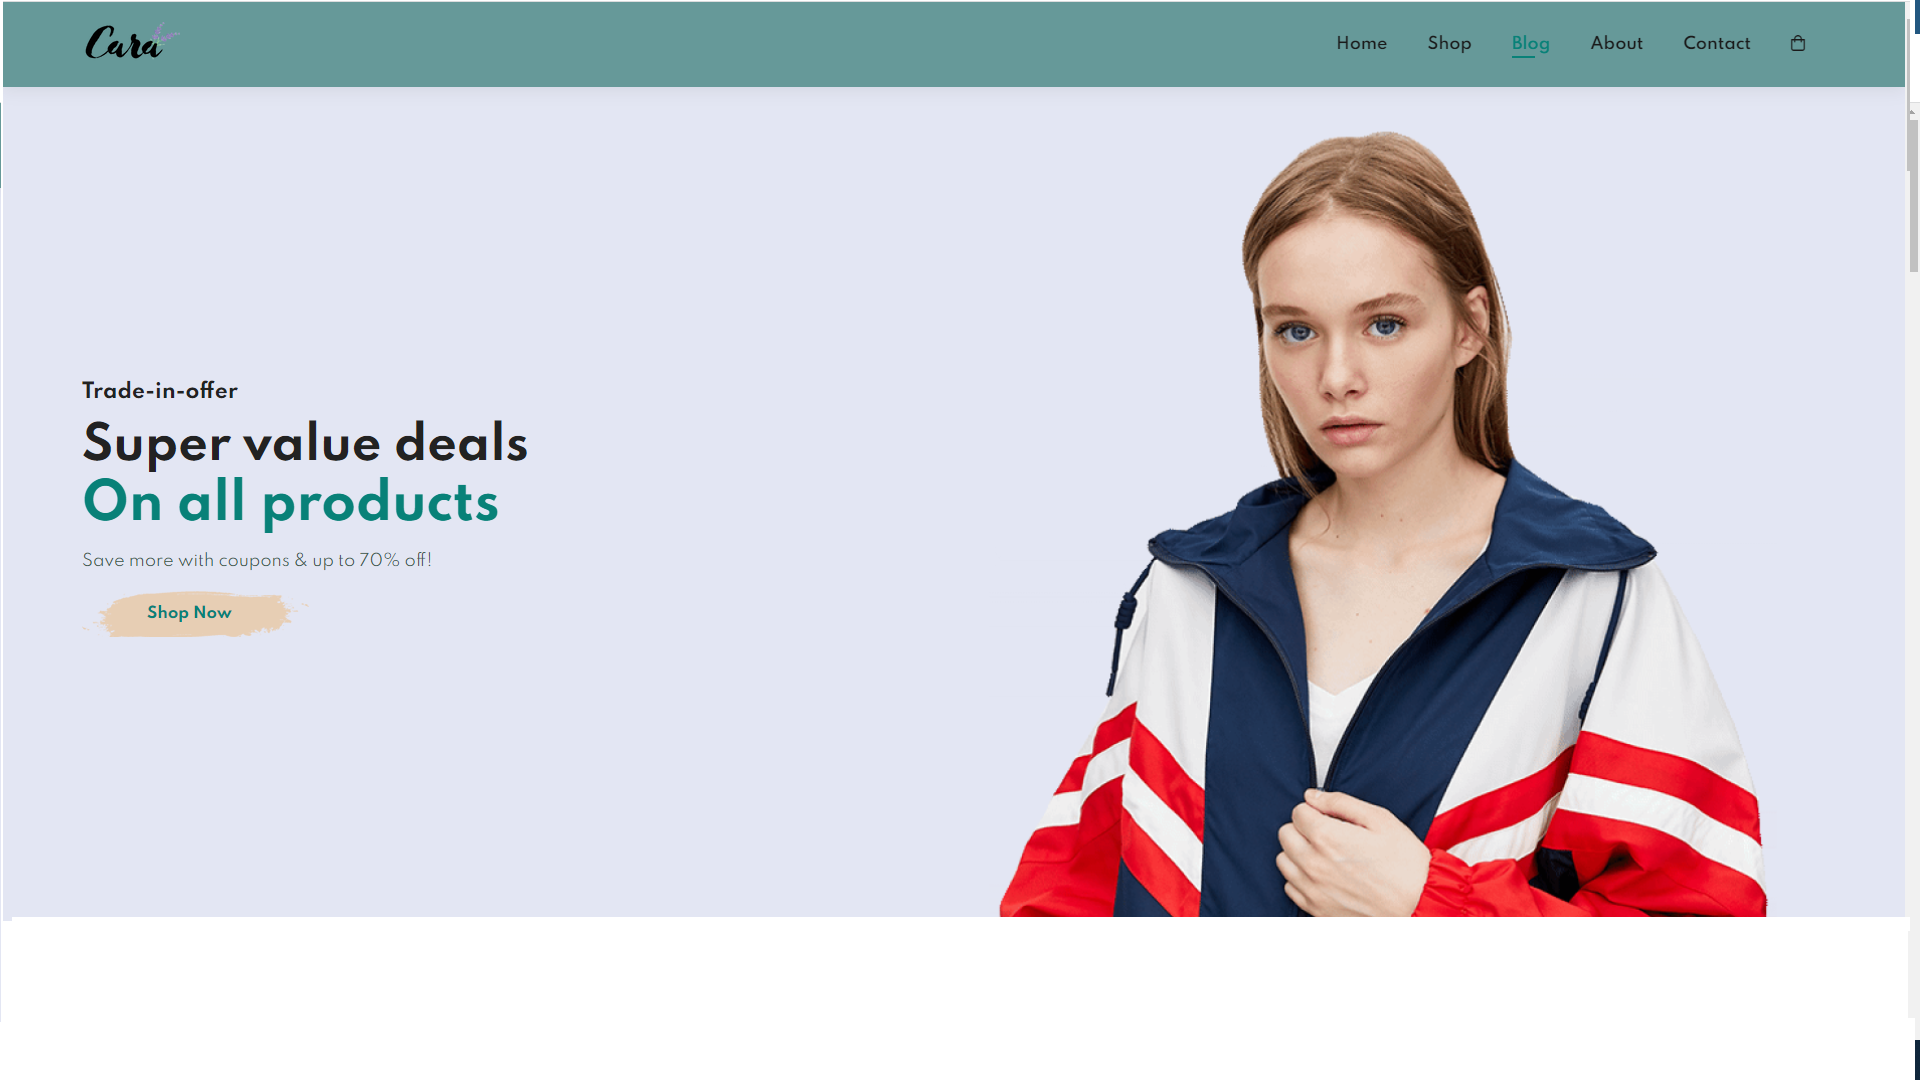 Cara
Home Shop Blog About Contact
Trade-in-offer
Super value deals
On all products
Save more with coupons & up to 70% off!
Shop Now